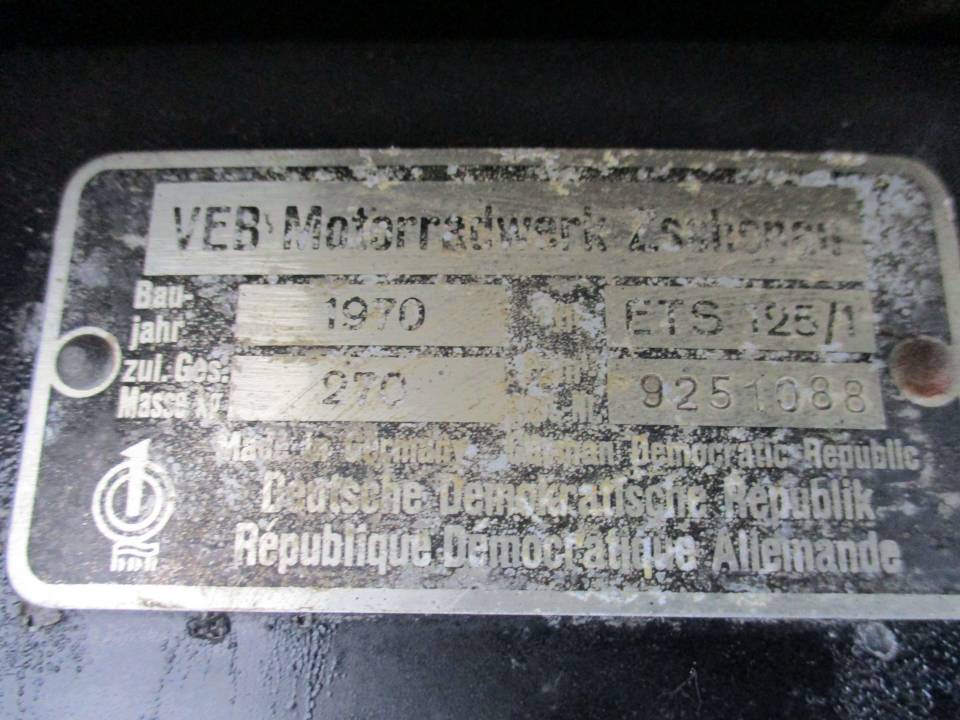 VEB Motorradwerk Zschopau
Bau-
jahr 1970 ETS 125/1
zul. Ges.
Masse kg 270 9251088
Made in Germany German Democratic Republic
Deutsche Demokratische Republik
République Démocratique Allemande
DDR